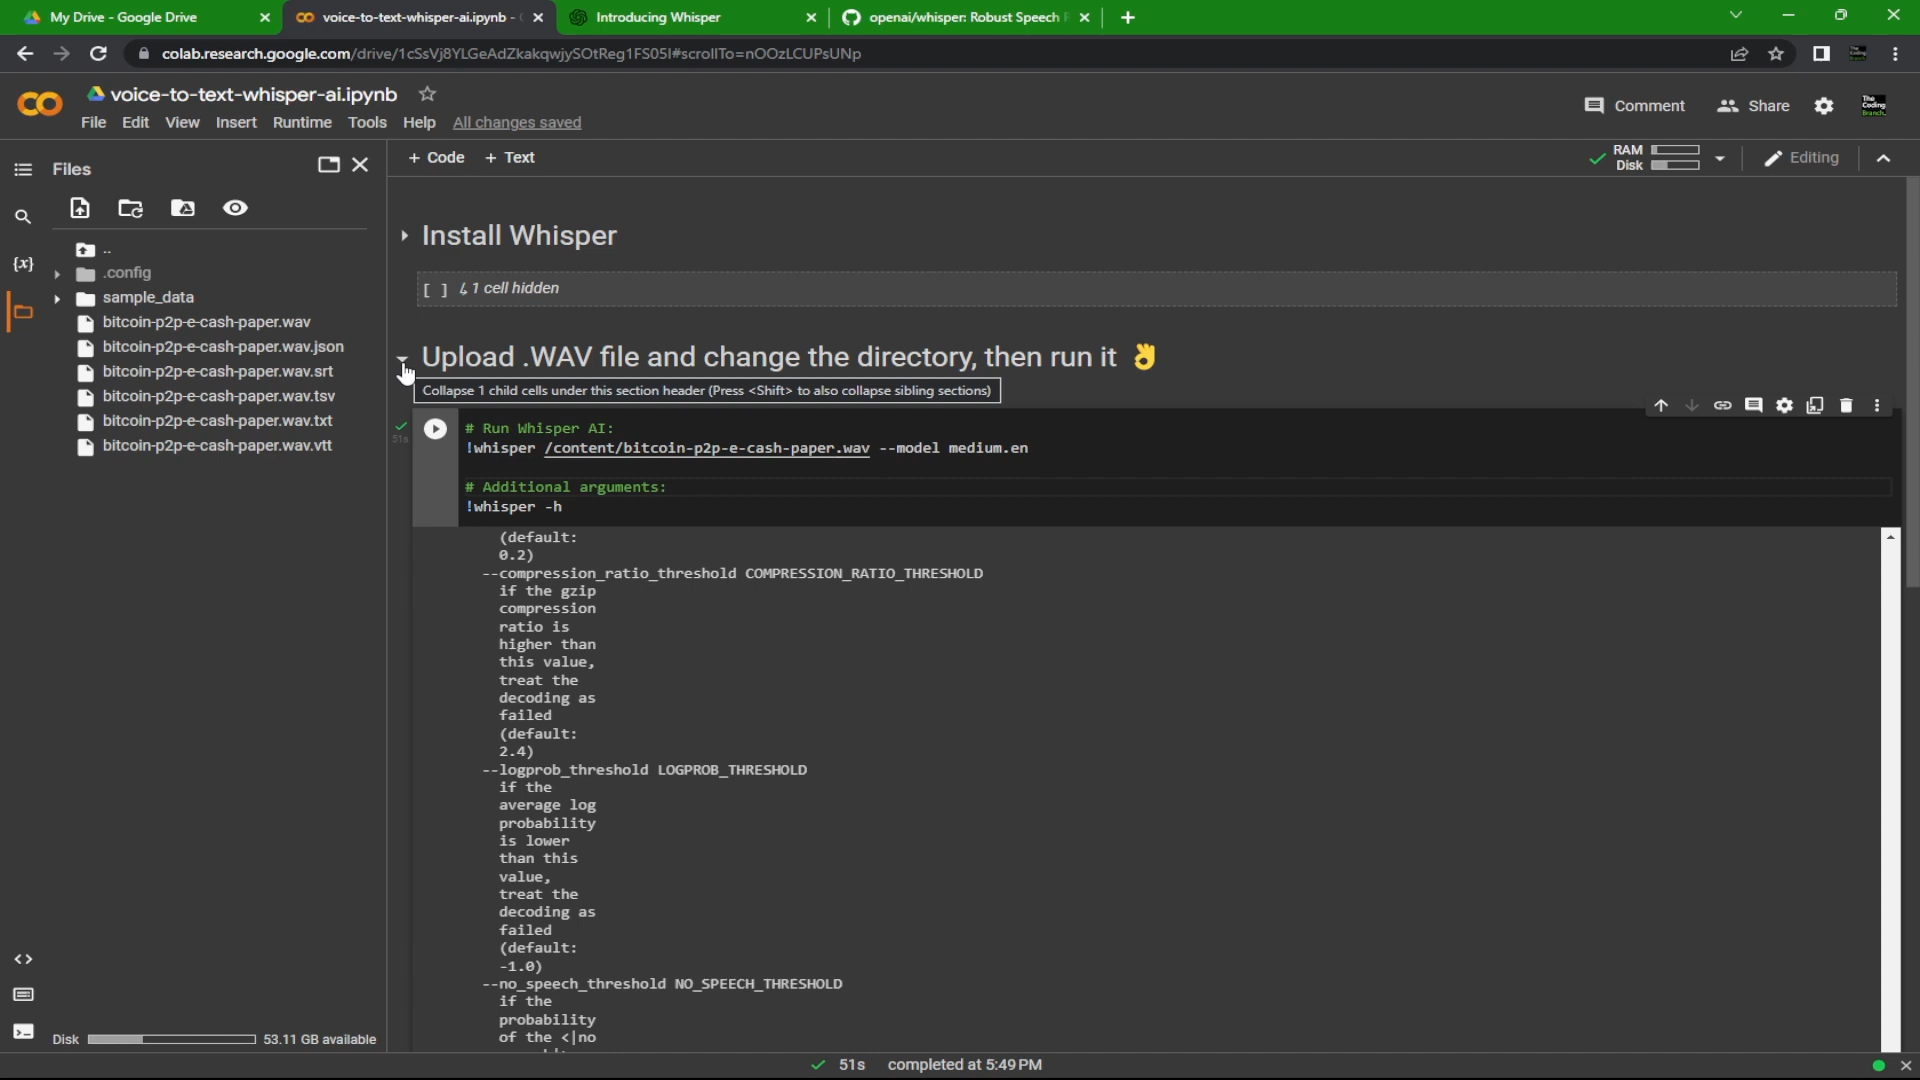 My Drive - Google Drive
voice-to-text-whisper-ai.ipynb -
Introducing Whisper
openai/whisper: Robust Speech
colab.research.google.com/drive/1cSsVj8YLGeAdZkakqwjySOtReg1FS05I#scrollTo=nOOzLCUPsUNp
voice-to-text-whisper-ai.ipynb
Comment
Share
The Coding Branch.
File Edit View Insert Runtime Tools Help All changes saved
Files
+ Code + Text
RAM
Disk
Editing
{x}
..
.config
sample_data
bitcoin-p2p-e-cash-paper.wav
bitcoin-p2p-e-cash-paper.wav.json
bitcoin-p2p-e-cash-paper.wav.srt
bitcoin-p2p-e-cash-paper.wav.tsv
bitcoin-p2p-e-cash-paper.wav.txt
bitcoin-p2p-e-cash-paper.wav.vtt
Install Whisper
[ ] ↳ 1 cell hidden
Upload .WAV file and change the directory, then run it 👌
Collapse 1 child cells under this section header (Press <Shift> to also collapse sibling sections)
51s
# Run Whisper AI:
!whisper /content/bitcoin-p2p-e-cash-paper.wav --model medium.en
# Additional arguments:
!whisper -h
(default:
0.2)
--compression_ratio_threshold COMPRESSION_RATIO_THRESHOLD
if the gzip
compression
ratio is
higher than
this value,
treat the
decoding as
failed
(default:
2.4)
--logprob_threshold LOGPROB_THRESHOLD
if the
average log
probability
is lower
than this
value,
treat the
decoding as
failed
(default:
-1.0)
--no_speech_threshold NO_SPEECH_THRESHOLD
if the
probability
of the <|no
Disk 53.11 GB available
51s completed at 5:49 PM